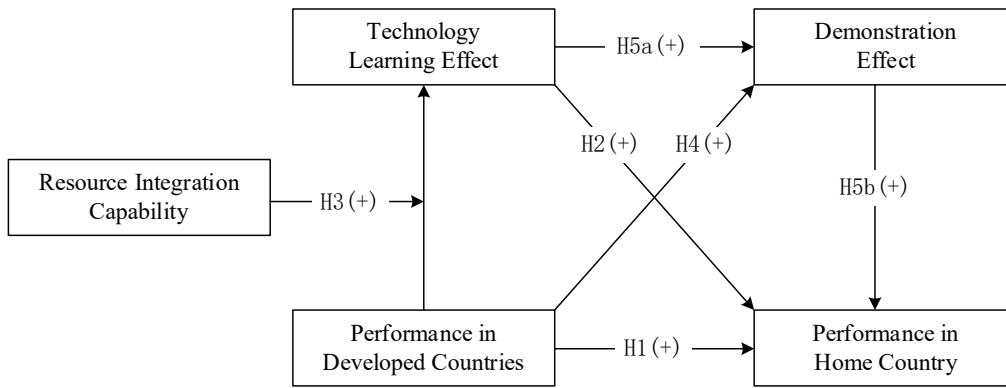 Technology
Learning Effect
H5a(+)
Demonstration
Effect
H2(+)
H4(+)
Resource Integration
Capability
H3(+)
H5b(+)
Performance in
Developed Countries
H1(+)
Performance in
Home Country